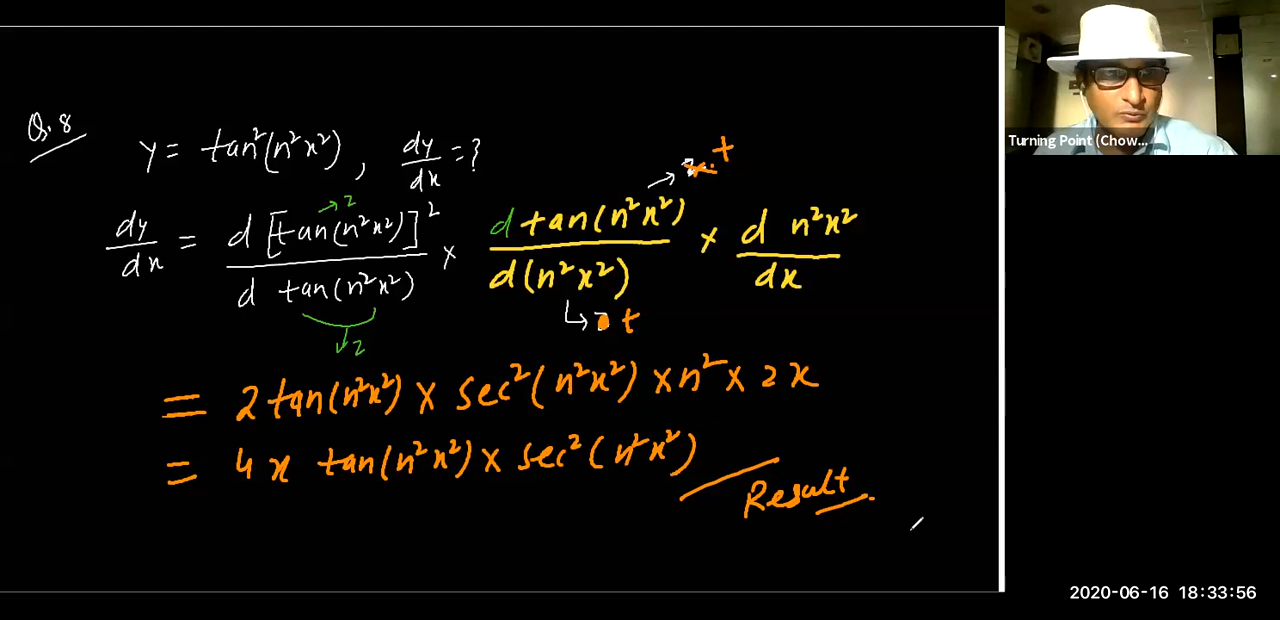 Q.8
y = tan²(n²x²), dy/dx = ?
dy/dx = d[tan(n²x²)]²/d tan(n²x²) × d tan(n²x²)/d(n²x²) × d n²x²/dx
→ z
→ t
↓ z
↳ t
= 2 tan(n²x²) × sec²(n²x²) × n² × 2x
= 4x tan(n²x²) × sec²(n²x²)
Result.
Turning Point (Chow...
2020-06-16 18:33:56